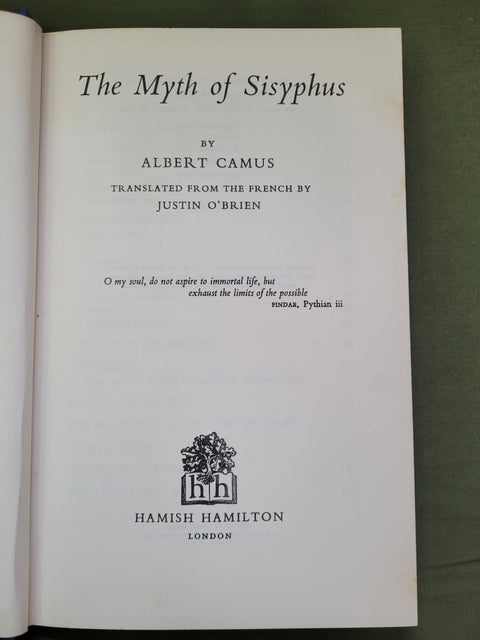 The Myth of Sisyphus
BY
ALBERT CAMUS
TRANSLATED FROM THE FRENCH BY
JUSTIN O'BRIEN
O my soul, do not aspire to immortal life, but
exhaust the limits of the possible
PINDAR, Pythian iii
h h
HAMISH HAMILTON
LONDON